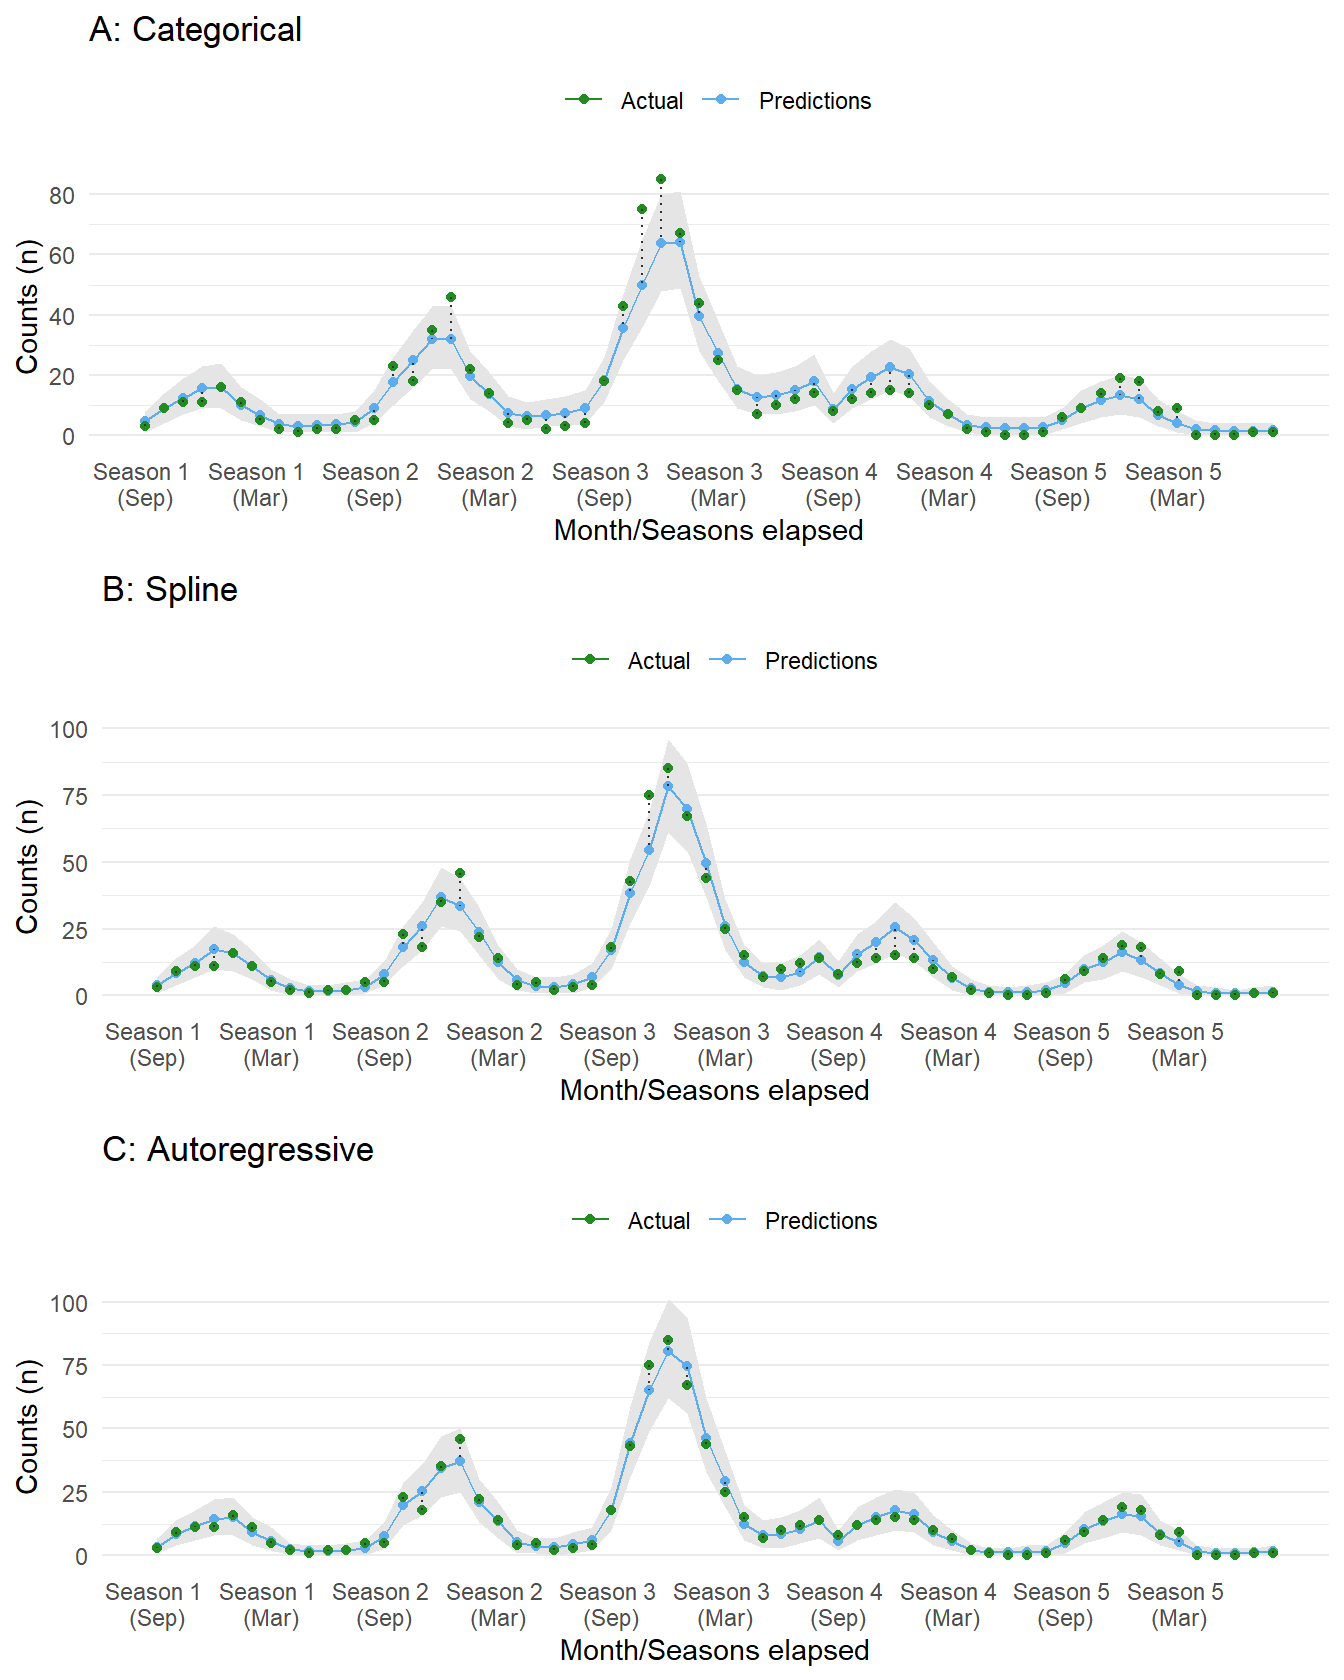 A: Categorical
Actual Predictions
80
60
40
20
0
Counts (n)
Season 1 Season 1 Season 2 Season 2 Season 3 Season 3 Season 4 Season 4 Season 5 Season 5
(Sep) (Mar) (Sep) (Mar) (Sep) (Mar) (Sep) (Mar) (Sep) (Mar)
Month/Seasons elapsed
B: Spline
Actual Predictions
100
75
50
25
0
Counts (n)
Season 1 Season 1 Season 2 Season 2 Season 3 Season 3 Season 4 Season 4 Season 5 Season 5
(Sep) (Mar) (Sep) (Mar) (Sep) (Mar) (Sep) (Mar) (Sep) (Mar)
Month/Seasons elapsed
C: Autoregressive
Actual Predictions
100
75
50
25
0
Counts (n)
Season 1 Season 1 Season 2 Season 2 Season 3 Season 3 Season 4 Season 4 Season 5 Season 5
(Sep) (Mar) (Sep) (Mar) (Sep) (Mar) (Sep) (Mar) (Sep) (Mar)
Month/Seasons elapsed